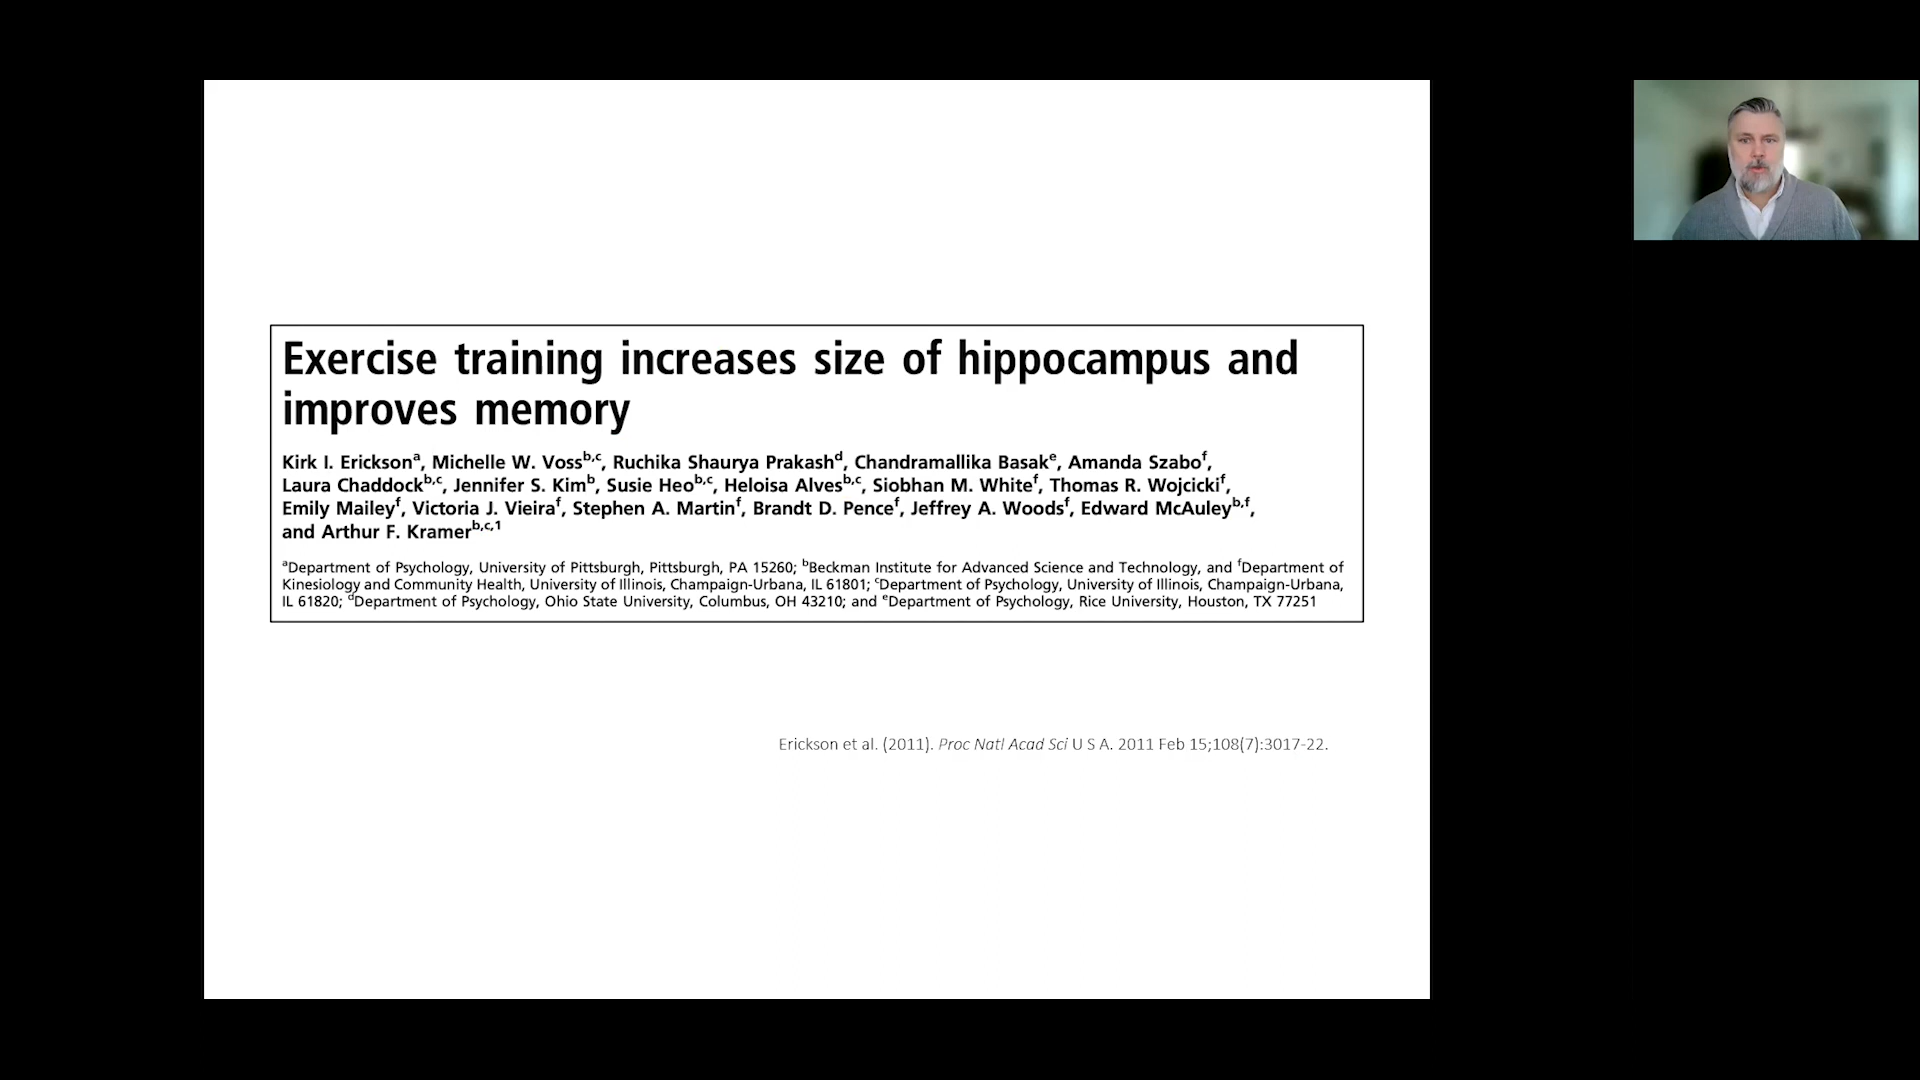 Exercise training increases size of hippocampus and
improves memory
Kirk I. Ericksonᵃ, Michelle W. Vossᵇ,ᶜ, Ruchika Shaurya Prakashᵈ, Chandramallika Basakᵉ, Amanda Szaboᶠ,
Laura Chaddockᵇ,ᶜ, Jennifer S. Kimᵇ, Susie Heoᵇ,ᶜ, Heloisa Alvesᵇ,ᶜ, Siobhan M. Whiteᶠ, Thomas R. Wojcickiᶠ,
Emily Maileyᶠ, Victoria J. Vieiraᶠ, Stephen A. Martinᶠ, Brandt D. Penceᶠ, Jeffrey A. Woodsᶠ, Edward McAuleyᵇ,ᶠ,
and Arthur F. Kramerᵇ,ᶜ,¹
ᵃDepartment of Psychology, University of Pittsburgh, Pittsburgh, PA 15260; ᵇBeckman Institute for Advanced Science and Technology, and ᶠDepartment of
Kinesiology and Community Health, University of Illinois, Champaign-Urbana, IL 61801; ᶜDepartment of Psychology, University of Illinois, Champaign-Urbana,
IL 61820; ᵈDepartment of Psychology, Ohio State University, Columbus, OH 43210; and ᵉDepartment of Psychology, Rice University, Houston, TX 77251
Erickson et al. (2011). Proc Natl Acad Sci U S A. 2011 Feb 15;108(7):3017-22.